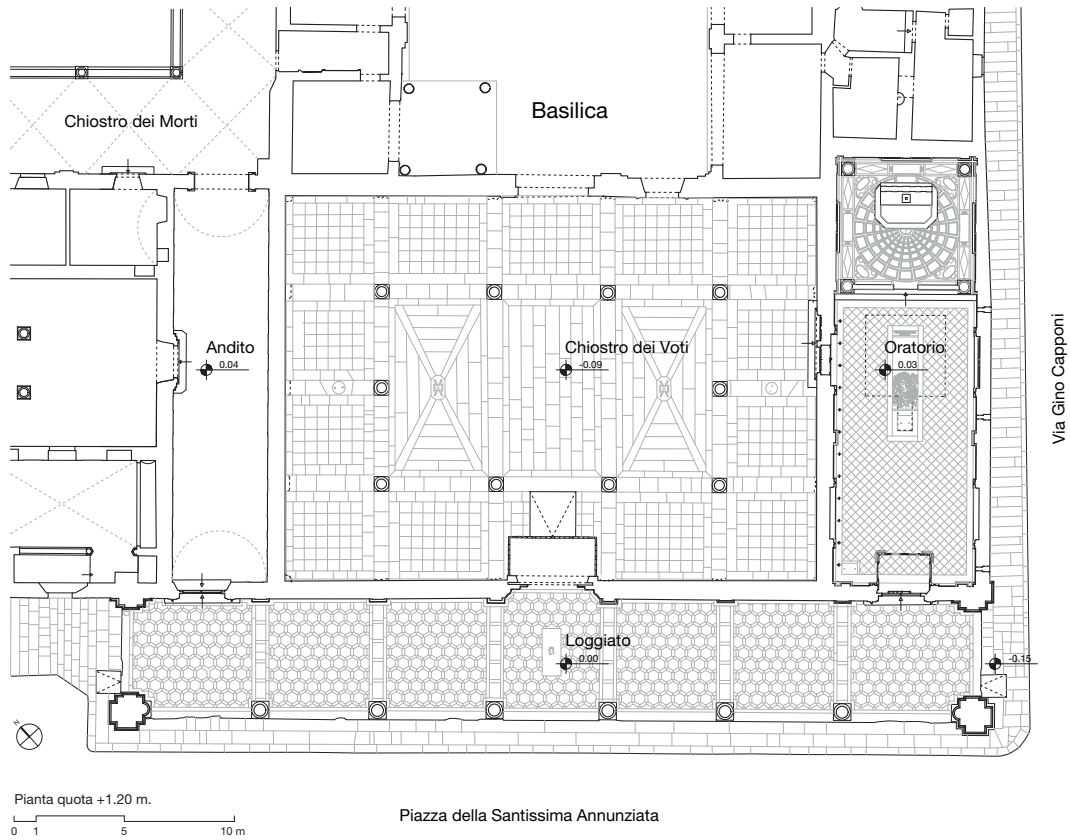 Basilica
Chiostro dei Morti
Andito
0.04
Chiostro dei Voti
-0.09
Oratorio
0.03
Via Gino Capponi
Loggiato
0.00
-0.15
N
Pianta quota +1.20 m.
0 1 5 10 m
Piazza della Santissima Annunziata